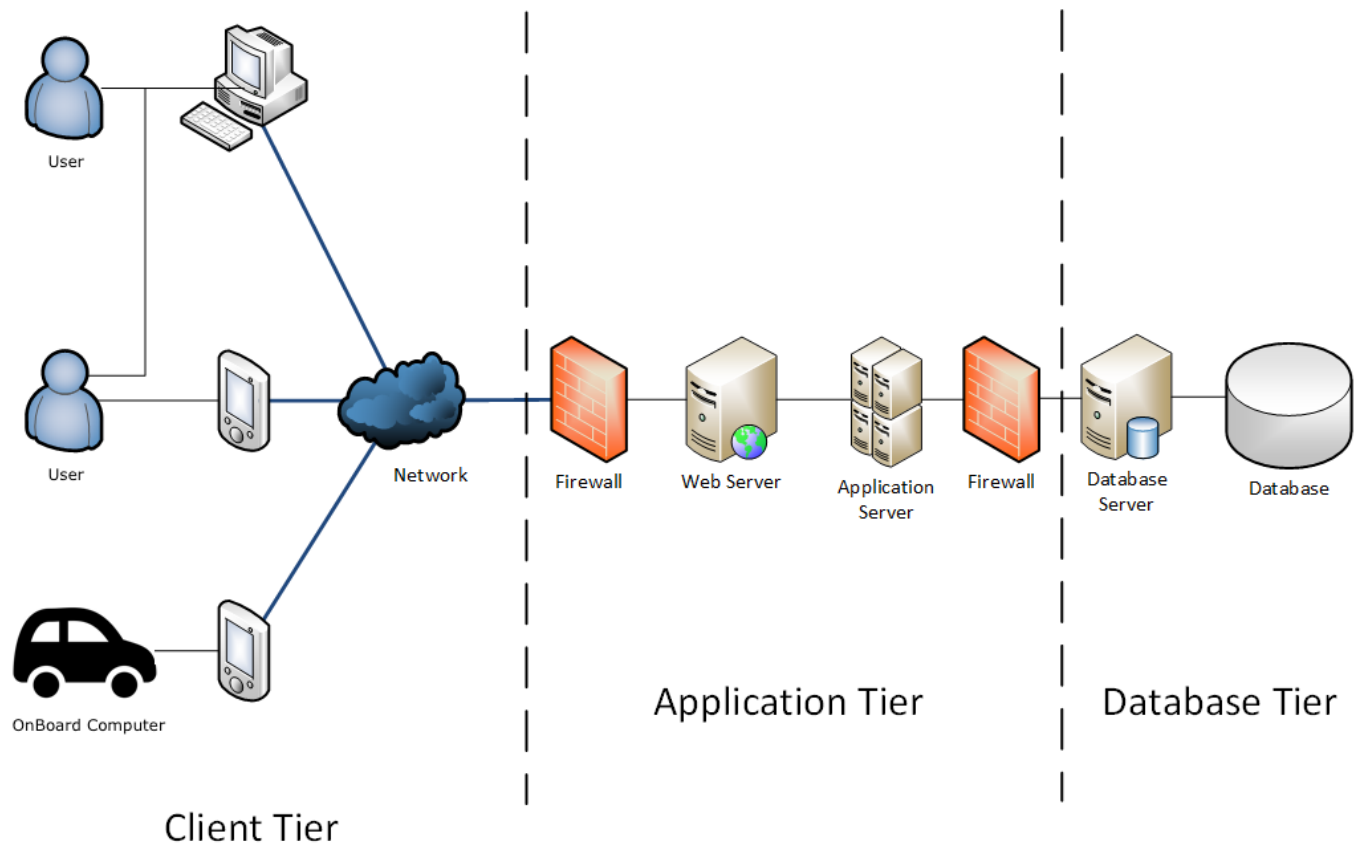 User
User
Network
OnBoard Computer
Client Tier
Firewall
Web Server
Application
Server
Firewall
Application Tier
Database
Server
Database
Database Tier